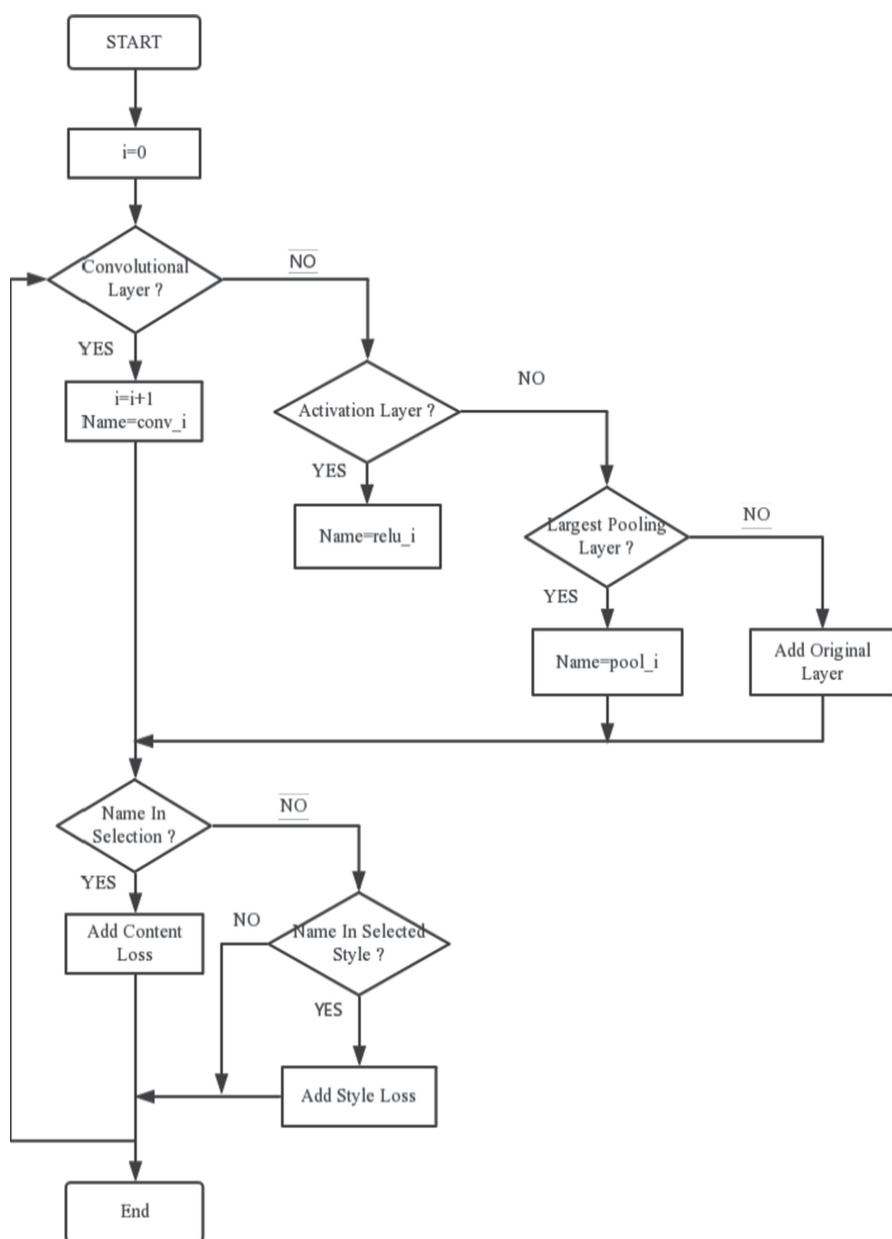 START
i=0
Convolutional
Layer ?
NO
YES
i=i+1
Name=conv_i
Activation Layer ?
NO
YES
Name=relu_i
Largest Pooling
Layer ?
NO
YES
Name=pool_i
Add Original
Layer
Name In
Selection ?
NO
YES
Add Content
Loss
NO
Name In Selected
Style ?
YES
Add Style Loss
End